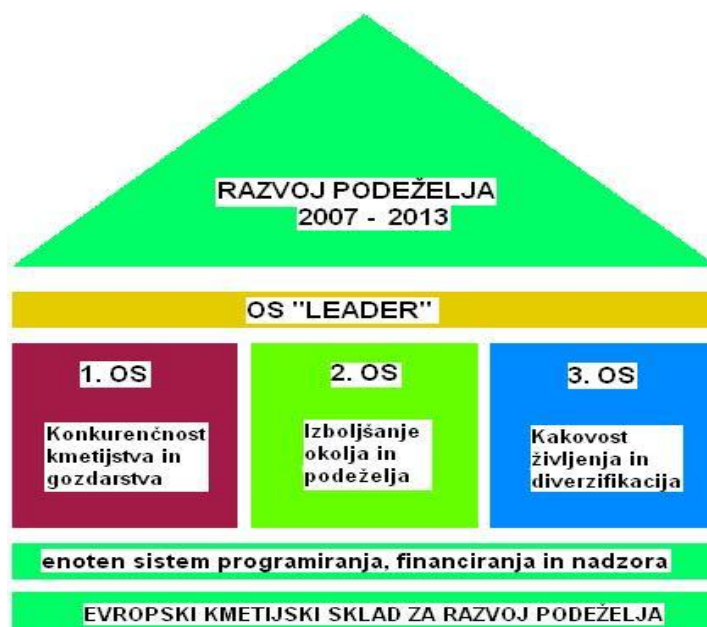 RAZVOJ PODEŽELJA
2007 - 2013
OS "LEADER"
1. OS
Konkurenčnost
kmetijstva in
gozdarstva
2. OS
Izboljšanje
okolja in
podeželja
3. OS
Kakovost
življenja in
diverzifikacija
enoten sistem programiranja, financiranja in nadzora
EVROPSKI KMETIJSKI SKLAD ZA RAZVOJ PODEŽELJA